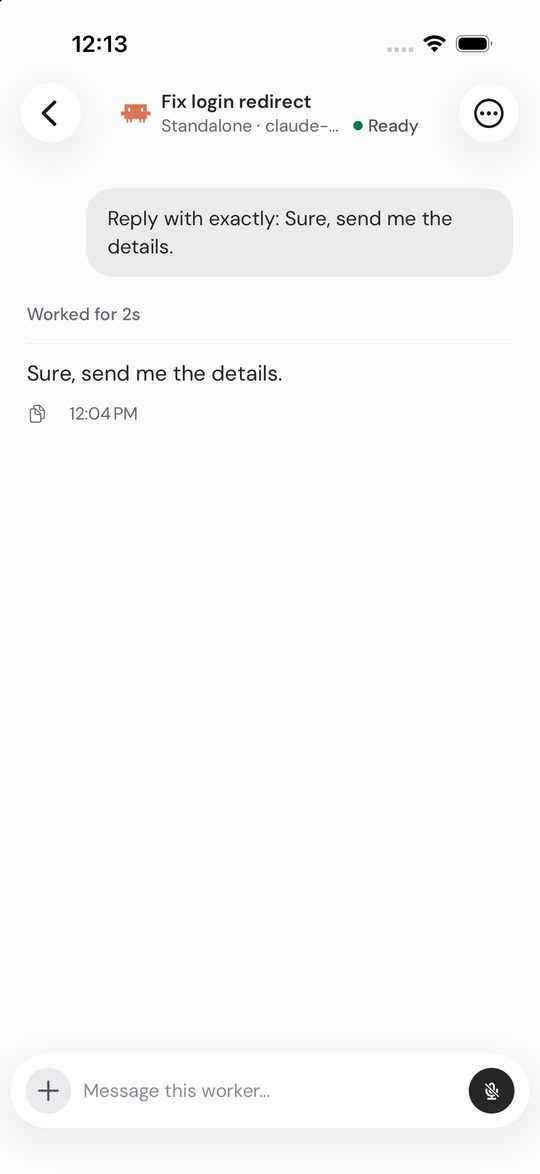 12:13
Fix login redirect
Standalone · claude-... Ready
Reply with exactly: Sure, send me the
details.
Worked for 2s
Sure, send me the details.
12:04 PM
Message this worker...